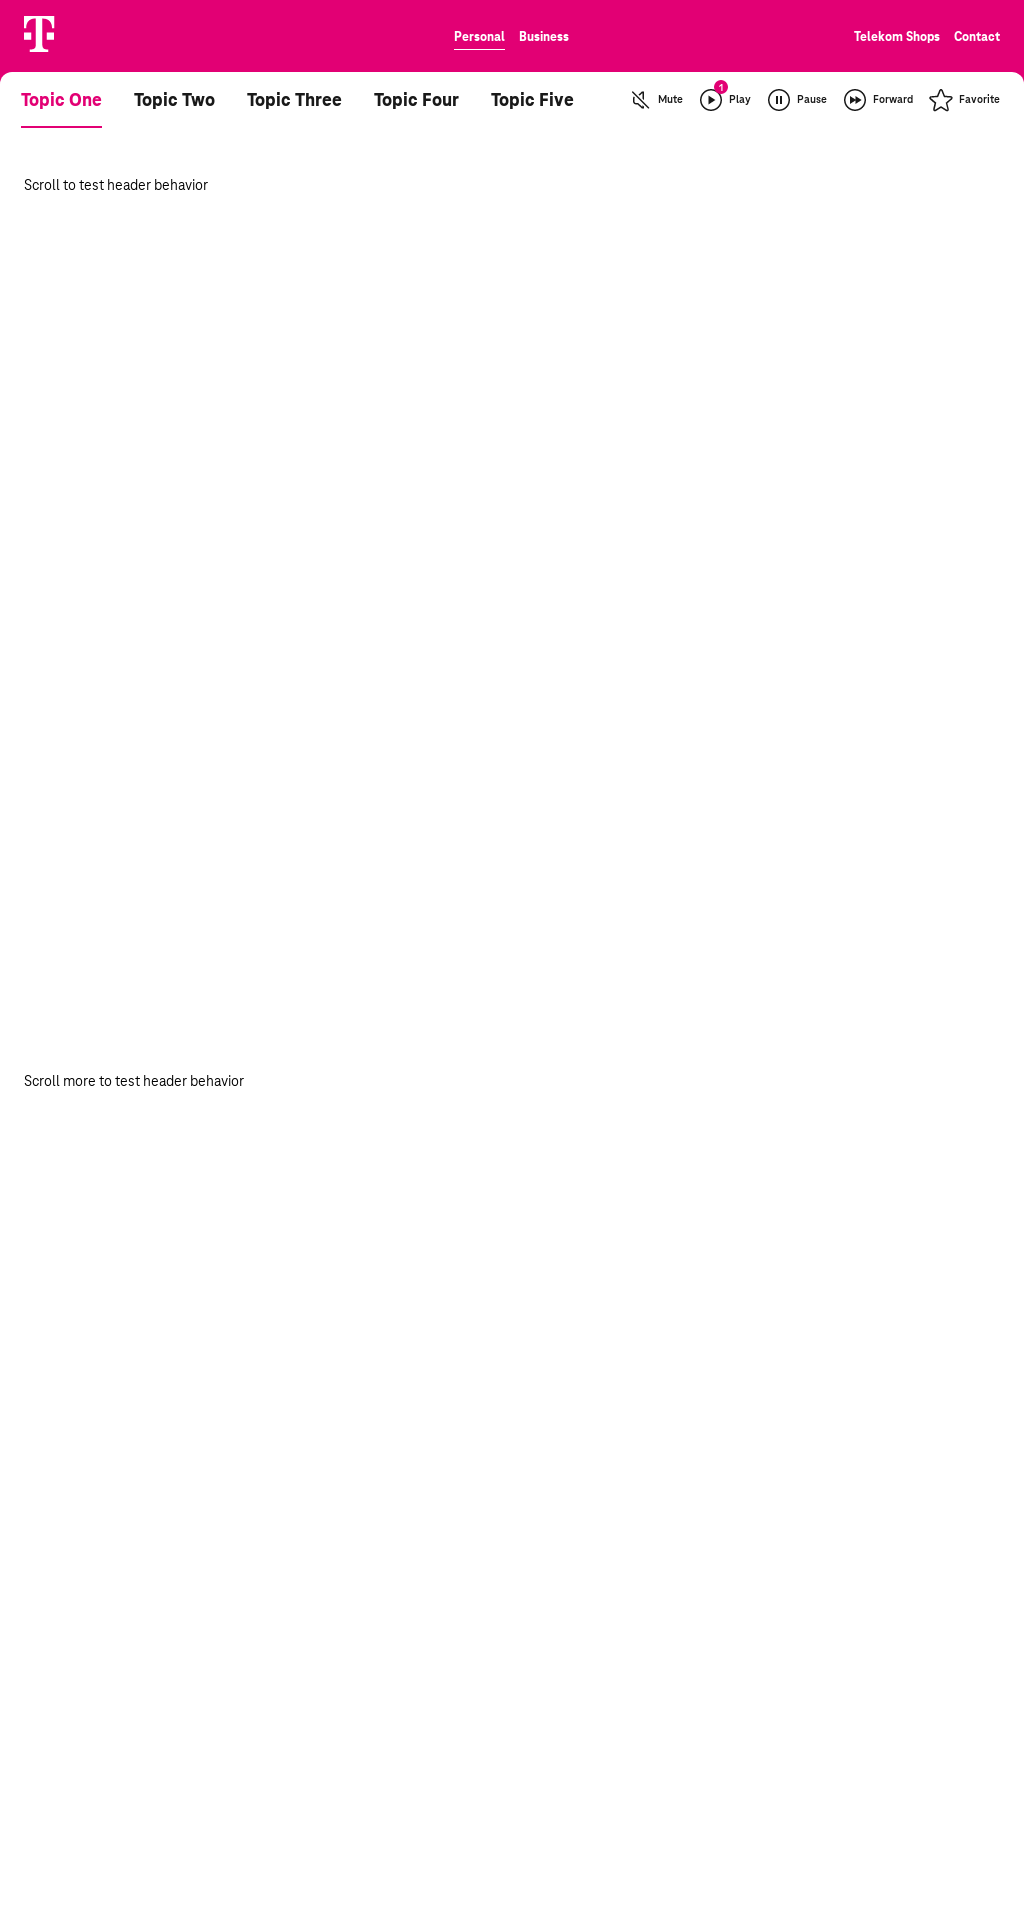 T
Personal Business
Telekom Shops Contact
Topic One Topic Two Topic Three Topic Four Topic Five
Mute 1 Play Pause Forward Favorite
Scroll to test header behavior
Scroll more to test header behavior